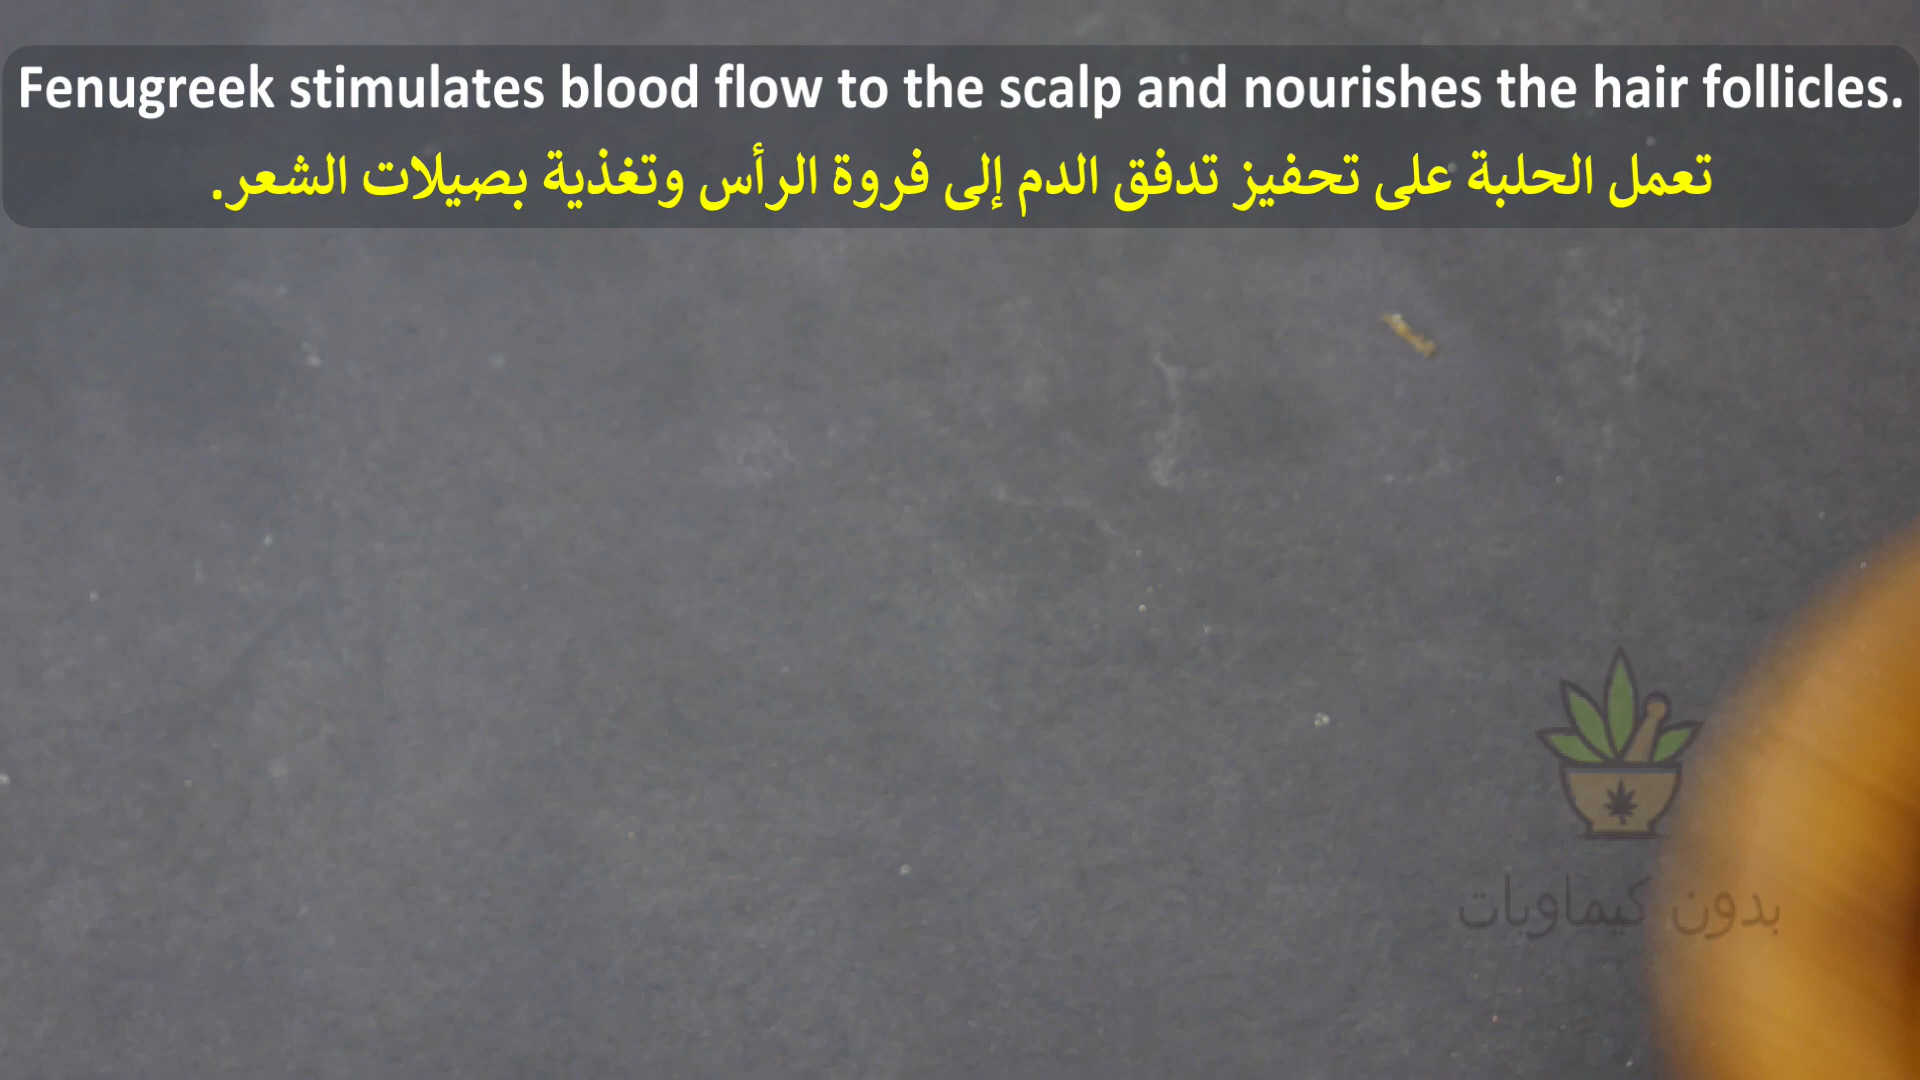 Fenugreek stimulates blood flow to the scalp and nourishes the hair follicles.
تعمل الحلبة على تحفيز تدفق الدم إلى فروة الرأس وتغذية بصيلات الشعر.
بدون كيماويات